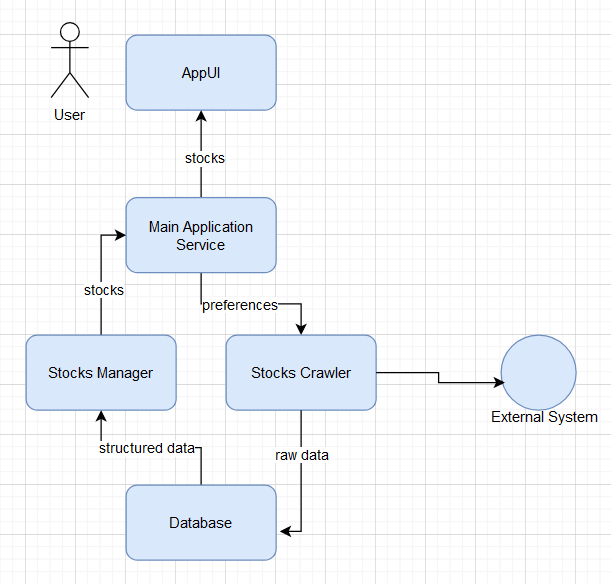 AppUI
User
stocks
Main Application
Service
stocks
preferences
Stocks Manager
Stocks Crawler
External System
structured data
raw data
Database